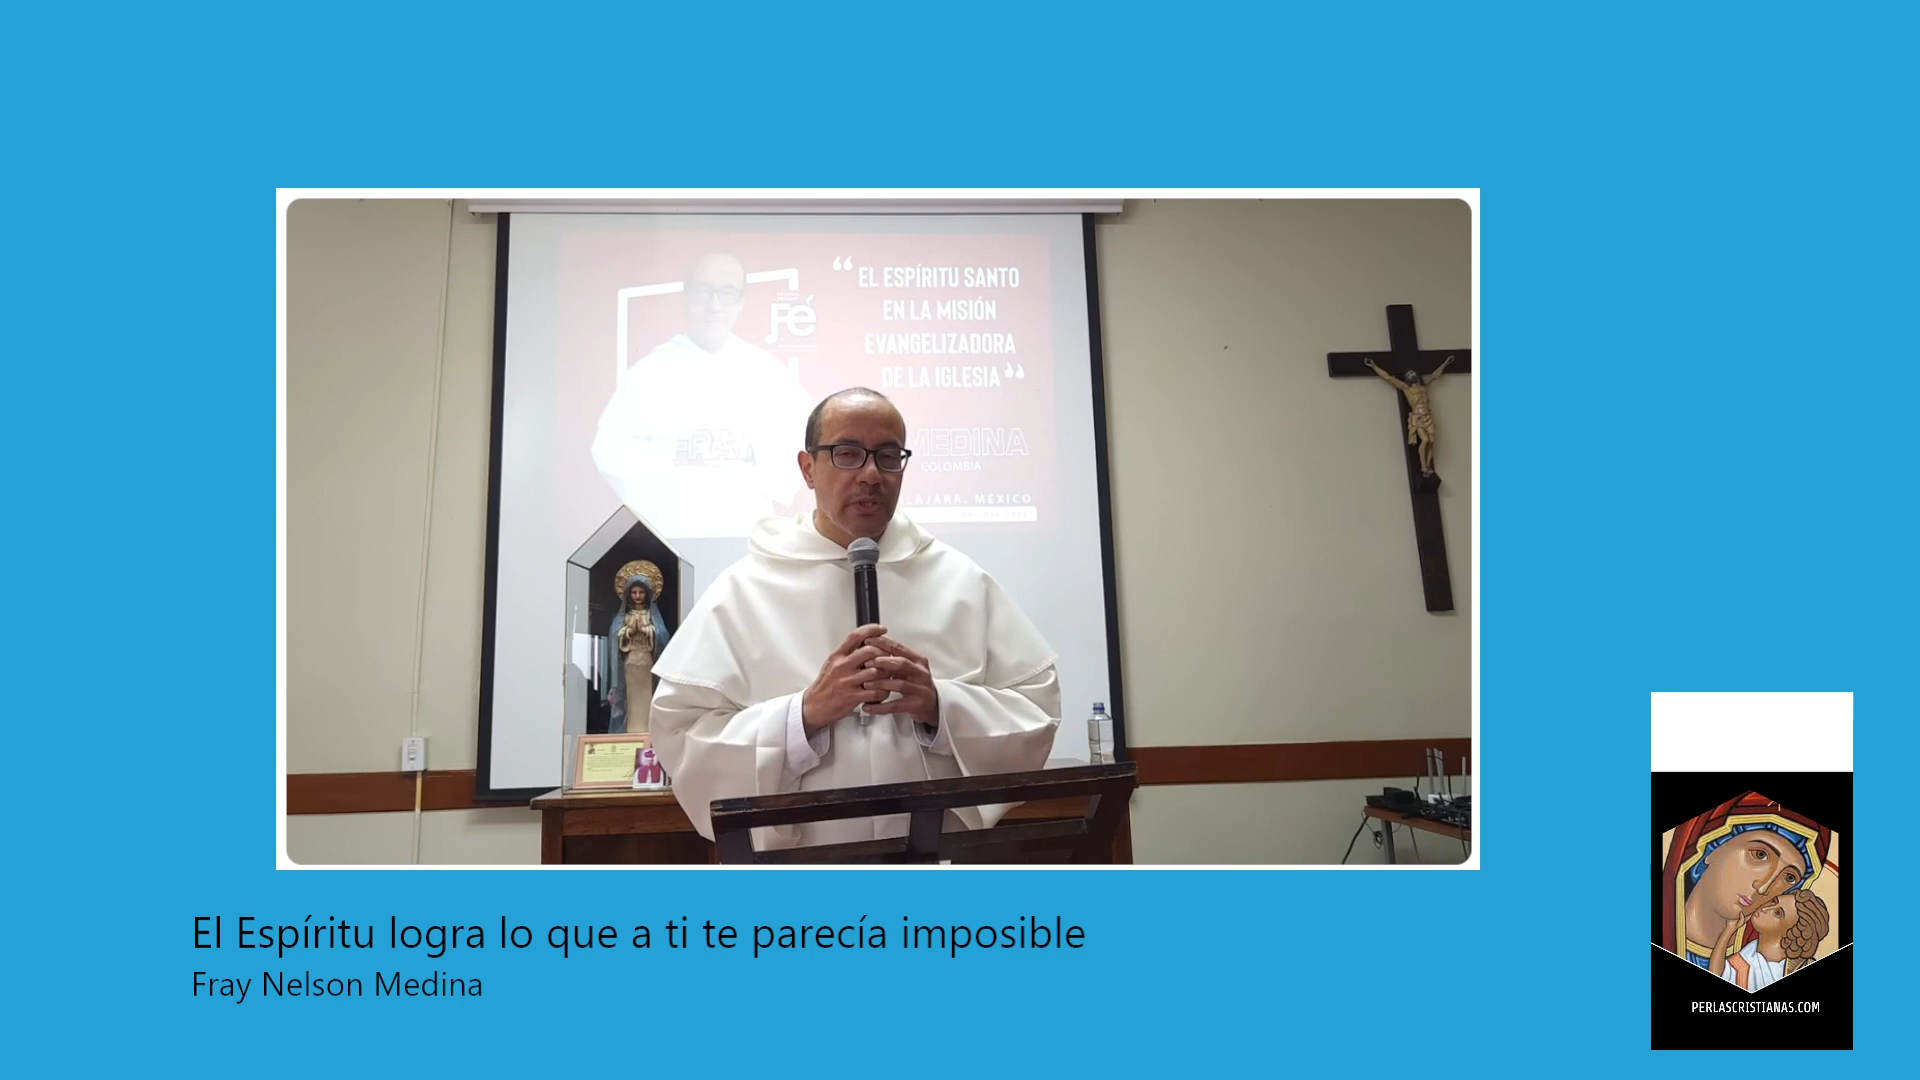 “ EL ESPÍRITU SANTO
EN LA MISIÓN
EVANGELIZADORA
DE LA IGLESIA ”
Fé
FRAY
MEDINA
COLOMBIA
LAJARA, MÉXICO
El Espíritu logra lo que a ti te parecía imposible
Fray Nelson Medina
PERLASCRISTIANAS.COM